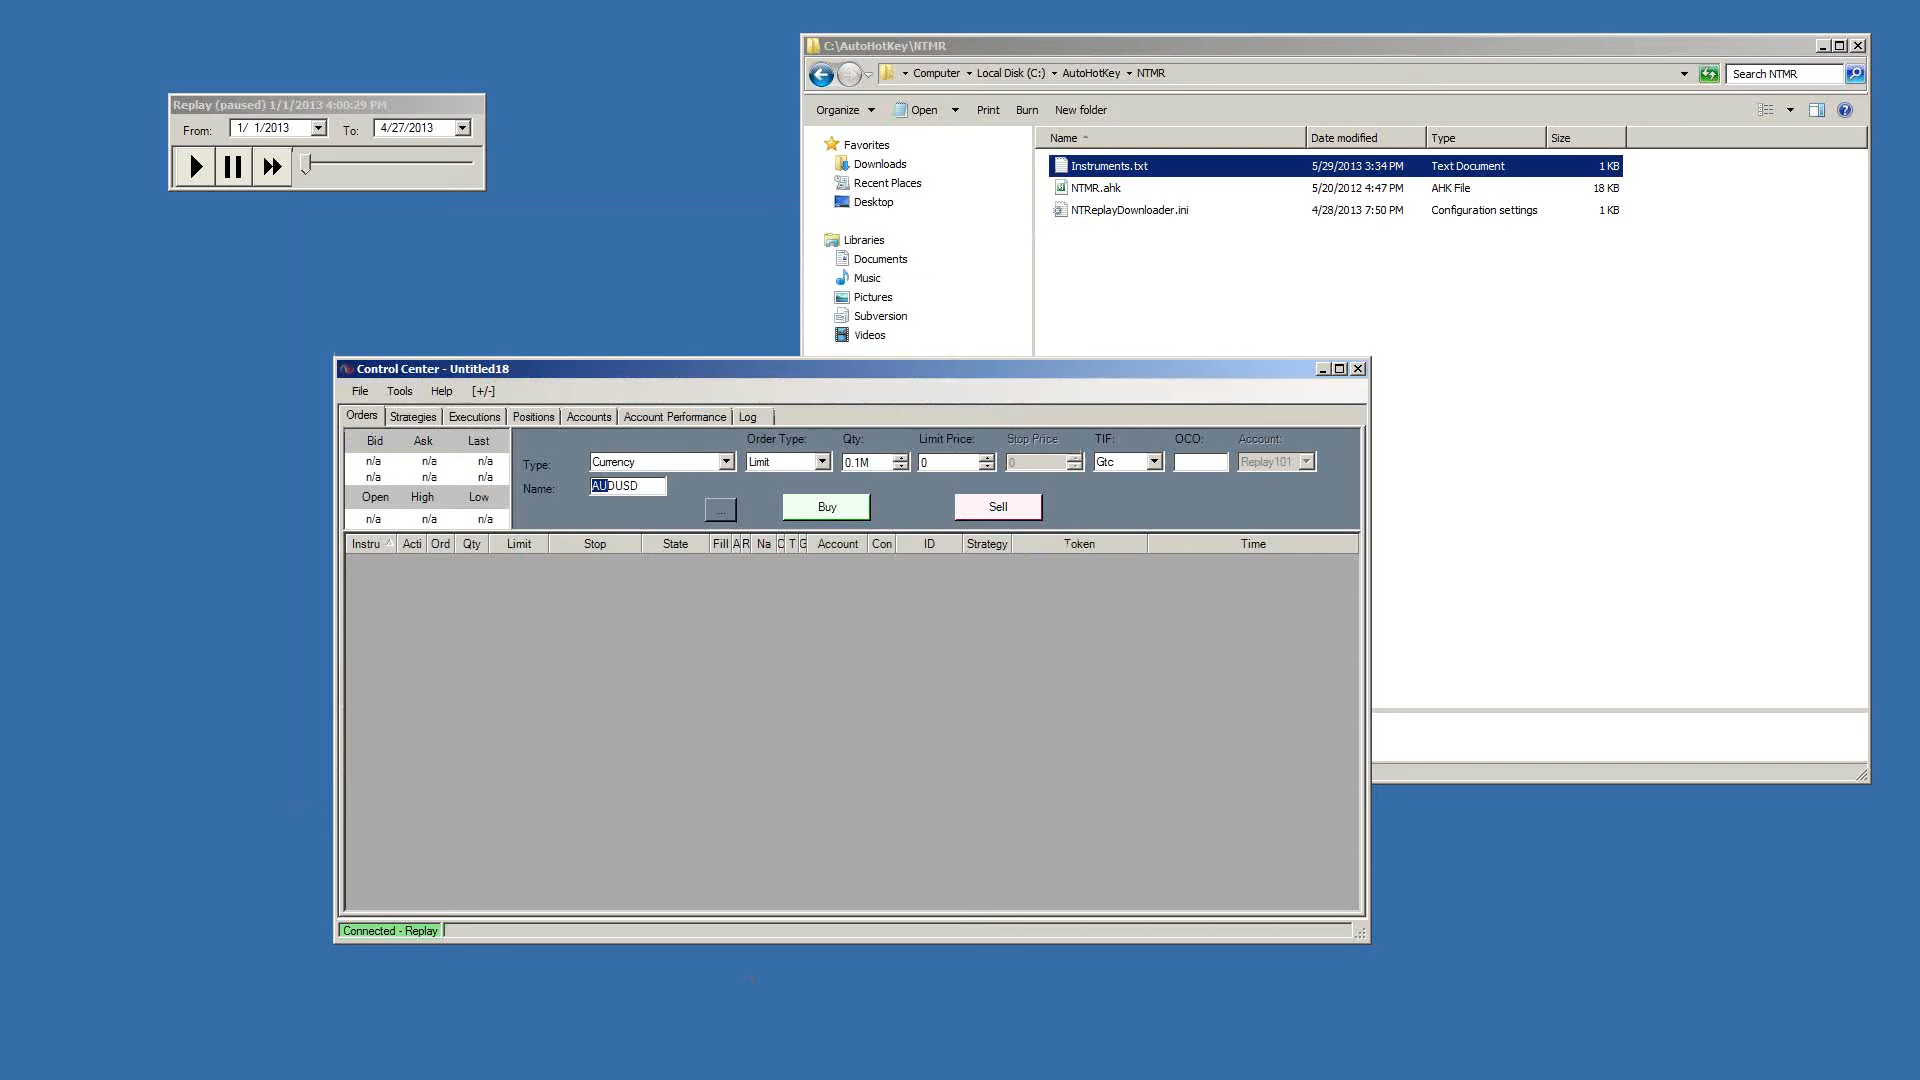 C:\AutoHotKey\NTMR
Computer Local Disk (C:) AutoHotKey NTMR
Search NTMR
Organize Open Print Burn New folder
Replay (paused) 1/1/2013 4:00:29 PM
From: 1/ 1/2013 To: 4/27/2013
Favorites
Downloads
Recent Places
Desktop
Libraries
Documents
Music
Pictures
Subversion
Videos
Name Date modified Type Size
Instruments.txt 5/29/2013 3:34 PM Text Document 1 KB
NTMR.ahk 5/20/2012 4:47 PM AHK File 18 KB
NTReplayDownloader.ini 4/28/2013 7:50 PM Configuration settings 1 KB
Control Center - Untitled18
File Tools Help [+/-]
Orders Strategies Executions Positions Accounts Account Performance Log
Bid Ask Last
n/a n/a n/a
n/a n/a n/a
Open High Low
n/a n/a n/a
Order Type: Qty: Limit Price: Stop Price TIF: OCO: Account:
Type: Currency Limit 0.1M 0 0 Gtc Replay101
Name: AUDUSD
... Buy Sell
Instru Acti Ord Qty Limit Stop State Fill A R Na C T G Account Con ID Strategy Token Time
Connected - Replay